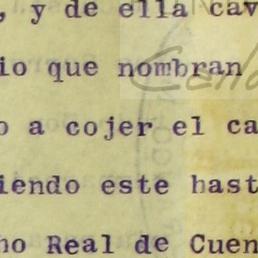 , y de ella cav
io que nombran
o a cojer el ca
iendo este hast
no Real de Cuen